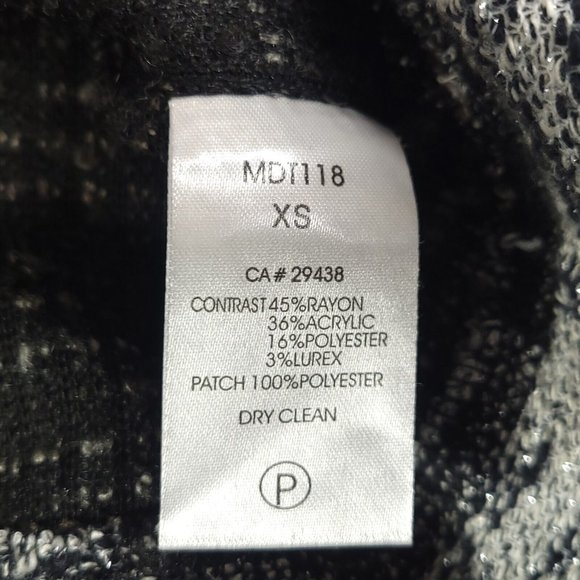 MDT118
XS
CA# 29438
CONTRAST 45%RAYON
36%ACRYLIC
16%POLYESTER
3%LUREX
PATCH 100%POLYESTER
DRY CLEAN
P